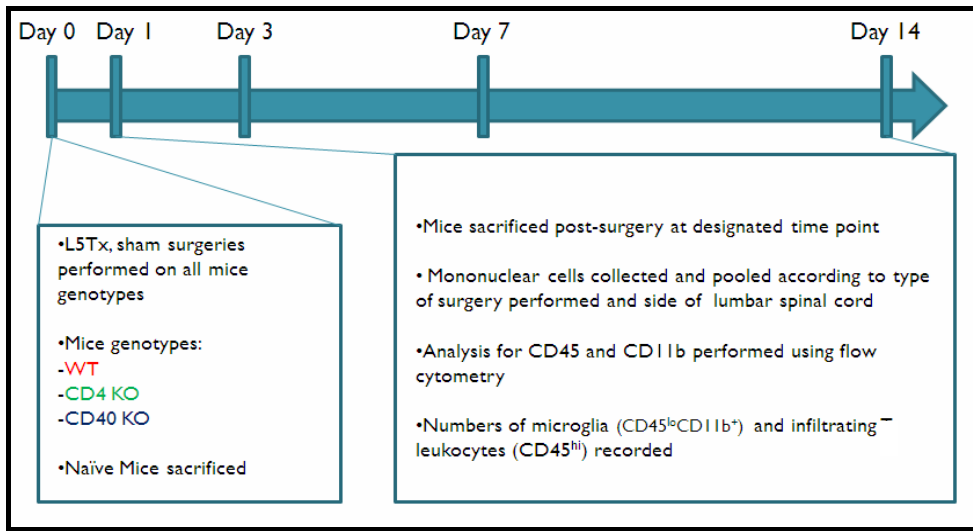 Day 0 Day 1 Day 3 Day 7 Day 14
•L5Tx, sham surgeries
performed on all mice
genotypes
•Mice genotypes:
-WT
-CD4 KO
-CD40 KO
•Naïve Mice sacrificed
•Mice sacrificed post-surgery at designated time point
• Mononuclear cells collected and pooled according to type
of surgery performed and side of lumbar spinal cord
•Analysis for CD45 and CD11b performed using flow
cytometry
•Numbers of microglia (CD45ˡᵒCD11b⁺) and infiltrating
leukocytes (CD45ʰⁱ) recorded